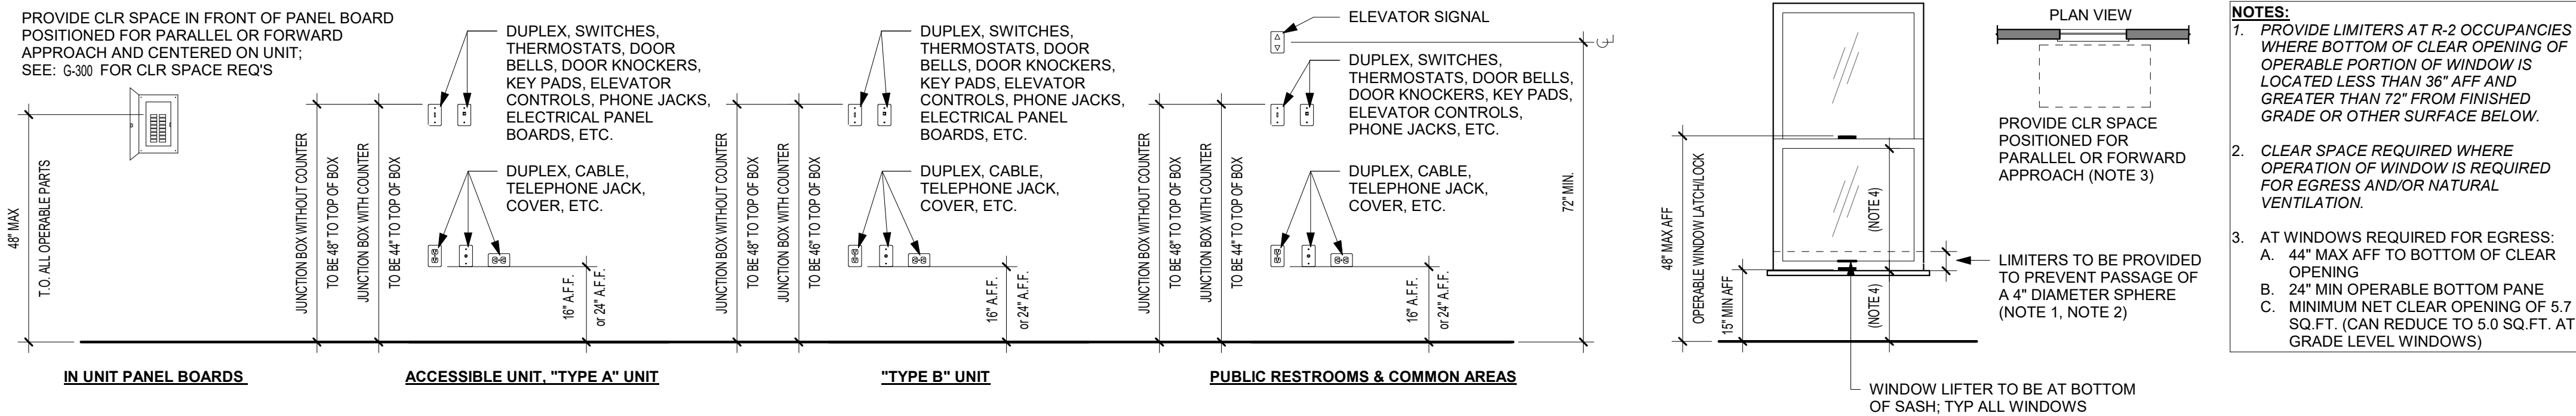 PROVIDE CLR SPACE IN FRONT OF PANEL BOARD
POSITIONED FOR PARALLEL OR FORWARD
APPROACH AND CENTERED ON UNIT;
SEE: G-300 FOR CLR SPACE REQ'S
48" MAX
T.O. ALL OPERABLE PARTS
IN UNIT PANEL BOARDS
JUNCTION BOX WITHOUT COUNTER
TO BE 48" TO TOP OF BOX
JUNCTION BOX WITH COUNTER
TO BE 44" TO TOP OF BOX
DUPLEX, SWITCHES,
THERMOSTATS, DOOR
BELLS, DOOR KNOCKERS,
KEY PADS, ELEVATOR
CONTROLS, PHONE JACKS,
ELECTRICAL PANEL
BOARDS, ETC.
DUPLEX, CABLE,
TELEPHONE JACK,
COVER, ETC.
16" A.F.F.
or 24" A.F.F.
ACCESSIBLE UNIT, "TYPE A" UNIT
JUNCTION BOX WITHOUT COUNTER
TO BE 48" TO TOP OF BOX
JUNCTION BOX WITH COUNTER
TO BE 46" TO TOP OF BOX
DUPLEX, SWITCHES,
THERMOSTATS, DOOR
BELLS, DOOR KNOCKERS,
KEY PADS, ELEVATOR
CONTROLS, PHONE JACKS,
ELECTRICAL PANEL
BOARDS, ETC.
DUPLEX, CABLE,
TELEPHONE JACK,
COVER, ETC.
16" A.F.F.
or 24" A.F.F.
"TYPE B" UNIT
JUNCTION BOX WITHOUT COUNTER
TO BE 48" TO TOP OF BOX
JUNCTION BOX WITH COUNTER
TO BE 44" TO TOP OF BOX
ELEVATOR SIGNAL
DUPLEX, SWITCHES,
THERMOSTATS, DOOR BELLS,
DOOR KNOCKERS, KEY PADS,
ELEVATOR CONTROLS,
PHONE JACKS, ETC.
DUPLEX, CABLE,
TELEPHONE JACK,
COVER, ETC.
16" A.F.F.
or 24" A.F.F.
72" MIN.
CL
PUBLIC RESTROOMS & COMMON AREAS
48" MAX AFF
OPERABLE WINDOW LATCH/LOCK
15" MIN AFF
(NOTE 4)
(NOTE 4)
PLAN VIEW
PROVIDE CLR SPACE
POSITIONED FOR
PARALLEL OR FORWARD
APPROACH (NOTE 3)
LIMITERS TO BE PROVIDED
TO PREVENT PASSAGE OF
A 4" DIAMETER SPHERE
(NOTE 1, NOTE 2)
WINDOW LIFTER TO BE AT BOTTOM
OF SASH; TYP ALL WINDOWS
NOTES:
1. PROVIDE LIMITERS AT R-2 OCCUPANCIES
WHERE BOTTOM OF CLEAR OPENING OF
OPERABLE PORTION OF WINDOW IS
LOCATED LESS THAN 36" AFF AND
GREATER THAN 72" FROM FINISHED
GRADE OR OTHER SURFACE BELOW.
2. CLEAR SPACE REQUIRED WHERE
OPERATION OF WINDOW IS REQUIRED
FOR EGRESS AND/OR NATURAL
VENTILATION.
3. AT WINDOWS REQUIRED FOR EGRESS:
A. 44" MAX AFF TO BOTTOM OF CLEAR
OPENING
B. 24" MIN OPERABLE BOTTOM PANE
C. MINIMUM NET CLEAR OPENING OF 5.7
SQ.FT. (CAN REDUCE TO 5.0 SQ.FT. AT
GRADE LEVEL WINDOWS)